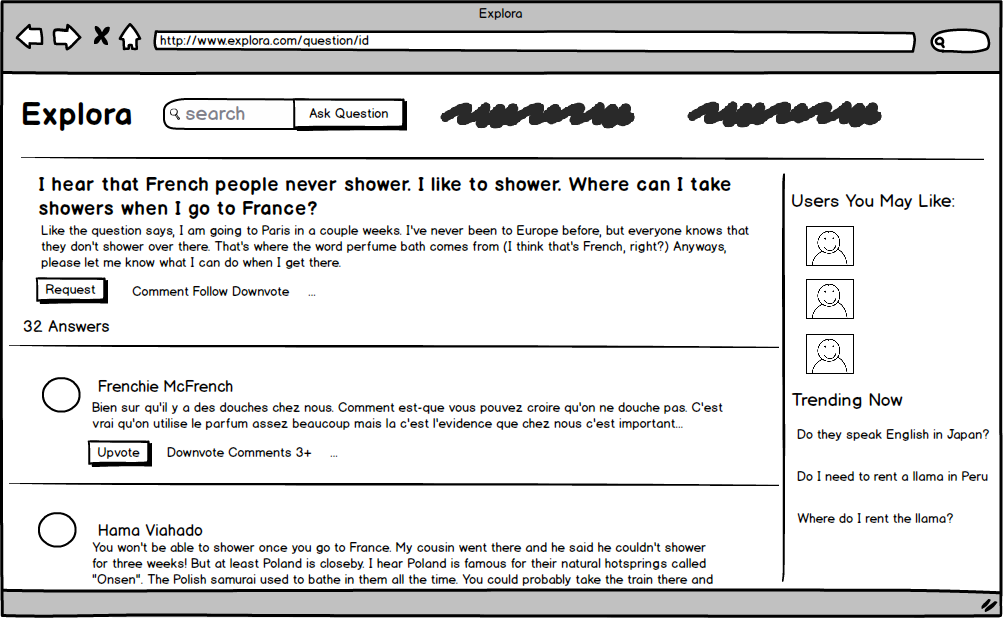 Explora
http://www.explora.com/question/id
Explora
search
Ask Question
I hear that French people never shower. I like to shower. Where can I take
showers when I go to France?
Like the question says, I am going to Paris in a couple weeks. I've never been to Europe before, but everyone knows that
they don't shower over there. That's where the word perfume bath comes from (I think that's French, right?) Anyways,
please let me know what I can do when I get there.
Request
Comment Follow Downvote ...
32 Answers
Frenchie McFrench
Bien sur qu'il y a des douches chez nous. Comment est-que vous pouvez croire qu'on ne douche pas. C'est
vrai qu'on utilise le parfum assez beaucoup mais la c'est l'evidence que chez nous c'est important...
Upvote
Downvote Comments 3+ ...
Hama Viahado
You won't be able to shower once you go to France. My cousin went there and he said he couldn't shower
for three weeks! But at least Poland is closeby. I hear Poland is famous for their natural hotsprings called
"Onsen". The Polish samurai used to bathe in them all the time. You could probably take the train there and
Users You May Like:
Trending Now
Do they speak English in Japan?
Do I need to rent a llama in Peru
Where do I rent the llama?